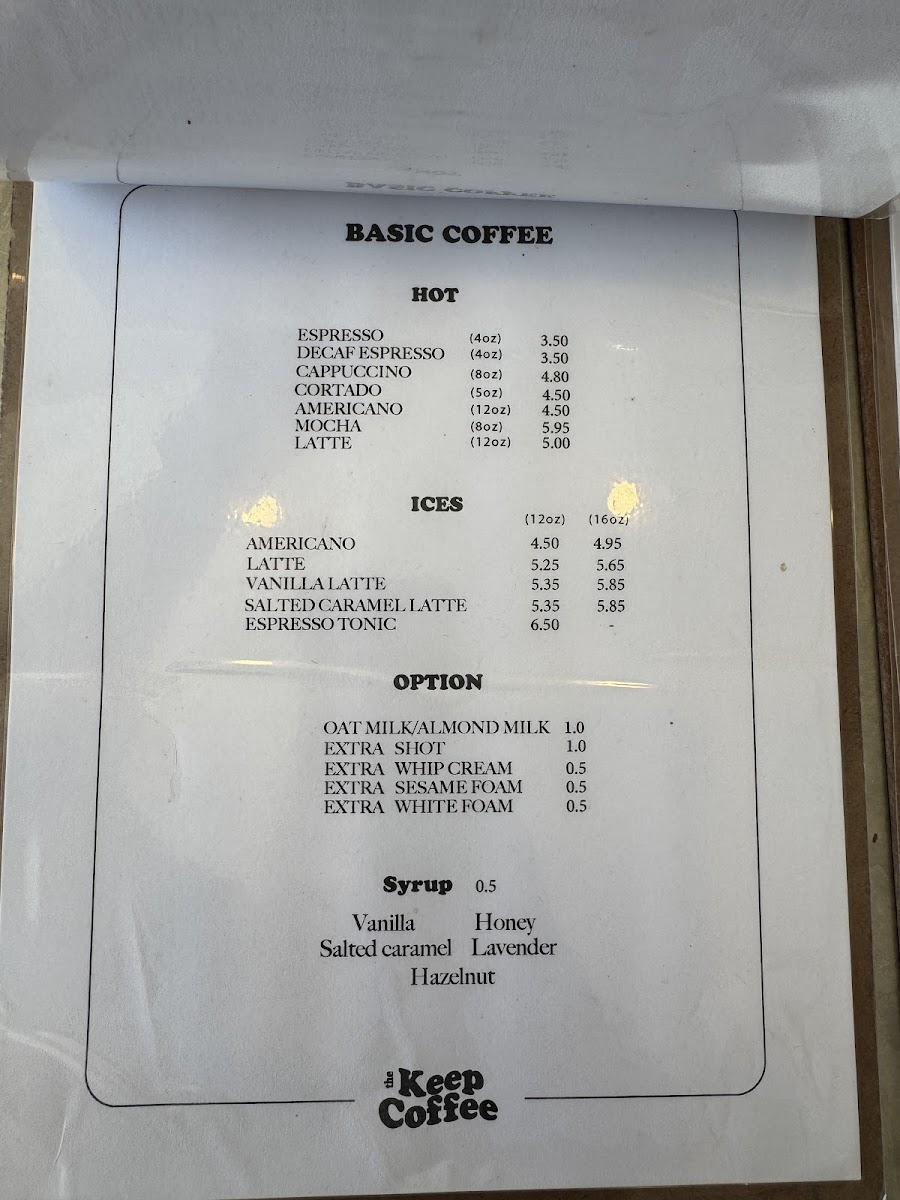 BASIC COFFEE
HOT
ESPRESSO (4oz) 3.50
DECAF ESPRESSO (4oz) 3.50
CAPPUCCINO (8oz) 4.80
CORTADO (5oz) 4.50
AMERICANO (12oz) 4.50
MOCHA (8oz) 5.95
LATTE (12oz) 5.00
ICES
(12oz) (16oz)
AMERICANO 4.50 4.95
LATTE 5.25 5.65
VANILLA LATTE 5.35 5.85
SALTED CARAMEL LATTE 5.35 5.85
ESPRESSO TONIC 6.50 -
OPTION
OAT MILK/ALMOND MILK 1.0
EXTRA SHOT 1.0
EXTRA WHIP CREAM 0.5
EXTRA SESAME FOAM 0.5
EXTRA WHITE FOAM 0.5
Syrup 0.5
Vanilla Honey
Salted caramel Lavender
Hazelnut
the Keep
Coffee